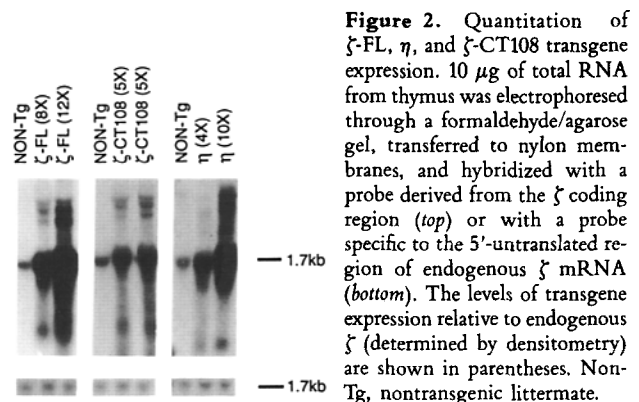 NON-Tg
ζ-FL (8X)
ζ-FL (12X)
NON-Tg
ζ-CT108 (5X)
ζ-CT108 (5X)
NON-Tg
η (4X)
η (10X)
1.7kb
1.7kb
Figure 2. Quantitation of
ζ-FL, η, and ζ-CT108 transgene
expression. 10 μg of total RNA
from thymus was electrophoresed
through a formaldehyde/agarose
gel, transferred to nylon mem-
branes, and hybridized with a
probe derived from the ζ coding
region (top) or with a probe
specific to the 5'-untranslated re-
gion of endogenous ζ mRNA
(bottom). The levels of transgene
expression relative to endogenous
ζ (determined by densitometry)
are shown in parentheses. Non-
Tg, nontransgenic littermate.